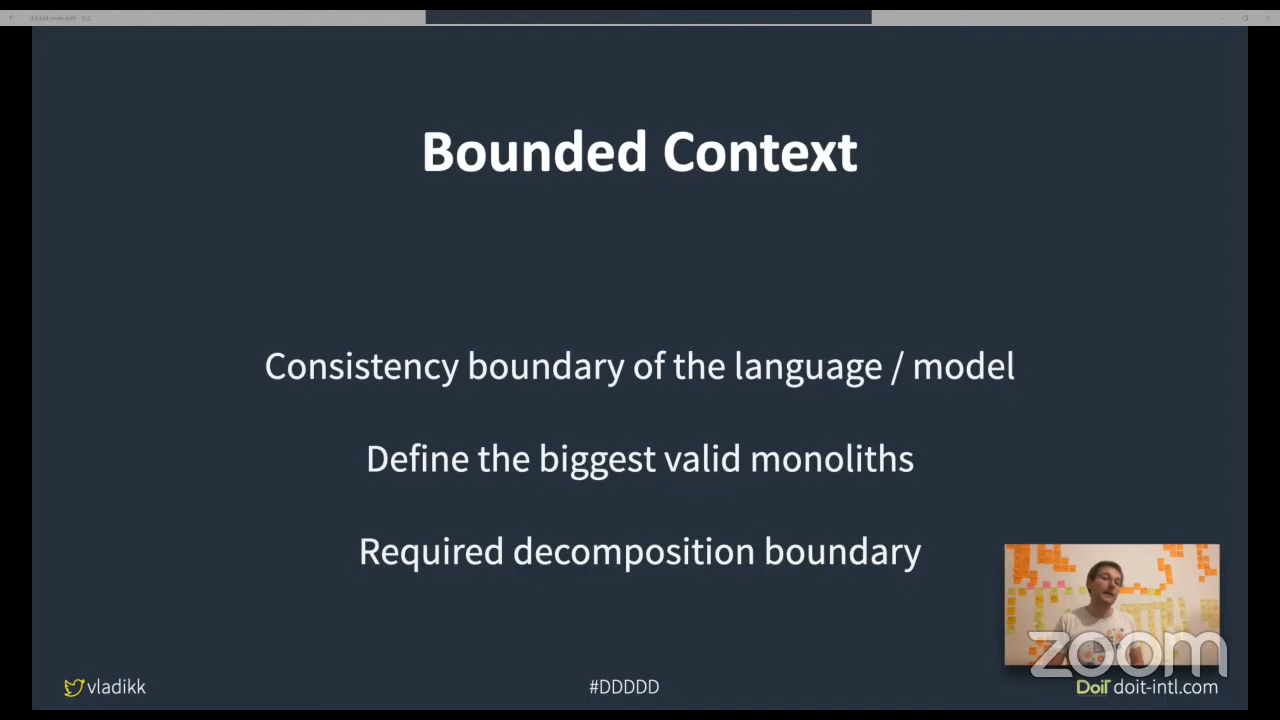 Bounded Context
Consistency boundary of the language / model
Define the biggest valid monoliths
Required decomposition boundary
zoom
vladikk
#DDDDD
DoiT doit-intl.com